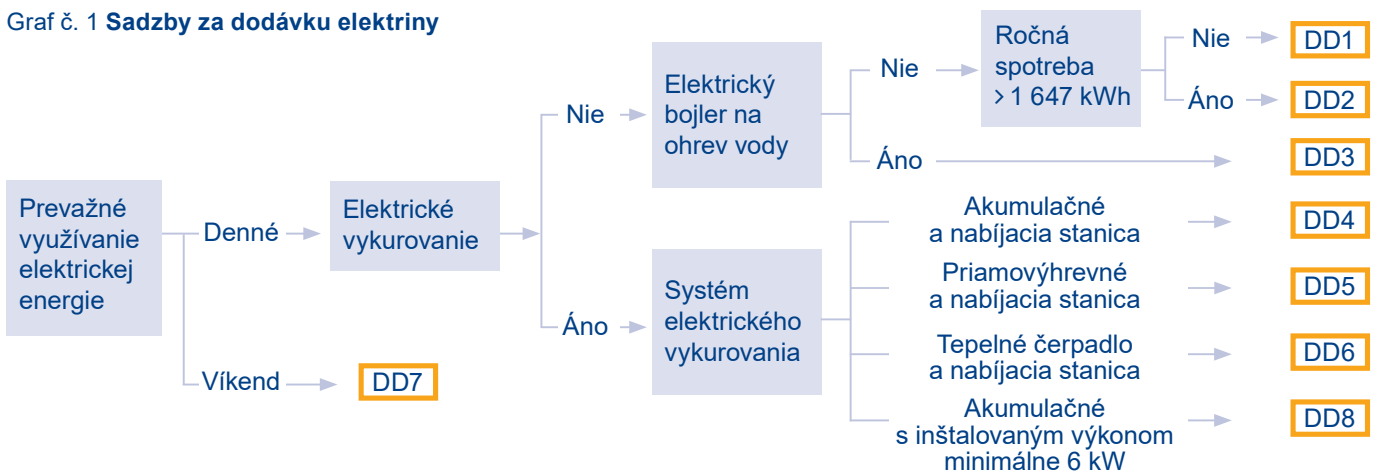 Graf č. 1 Sadzby za dodávku elektriny
Prevažné
využívanie
elektrickej
energie
Denné
Víkend
DD7
Elektrické
vykurovanie
Nie
Áno
Elektrický
bojler na
ohrev vody
Nie
Áno
Ročná
spotreba
> 1 647 kWh
Nie
DD1
Áno
DD2
DD3
Systém
elektrického
vykurovania
Akumulačné
a nabíjacia stanica
DD4
Priamovýhrevné
a nabíjacia stanica
DD5
Tepelné čerpadlo
a nabíjacia stanica
DD6
Akumulačné
s inštalovaným výkonom
minimálne 6 kW
DD8